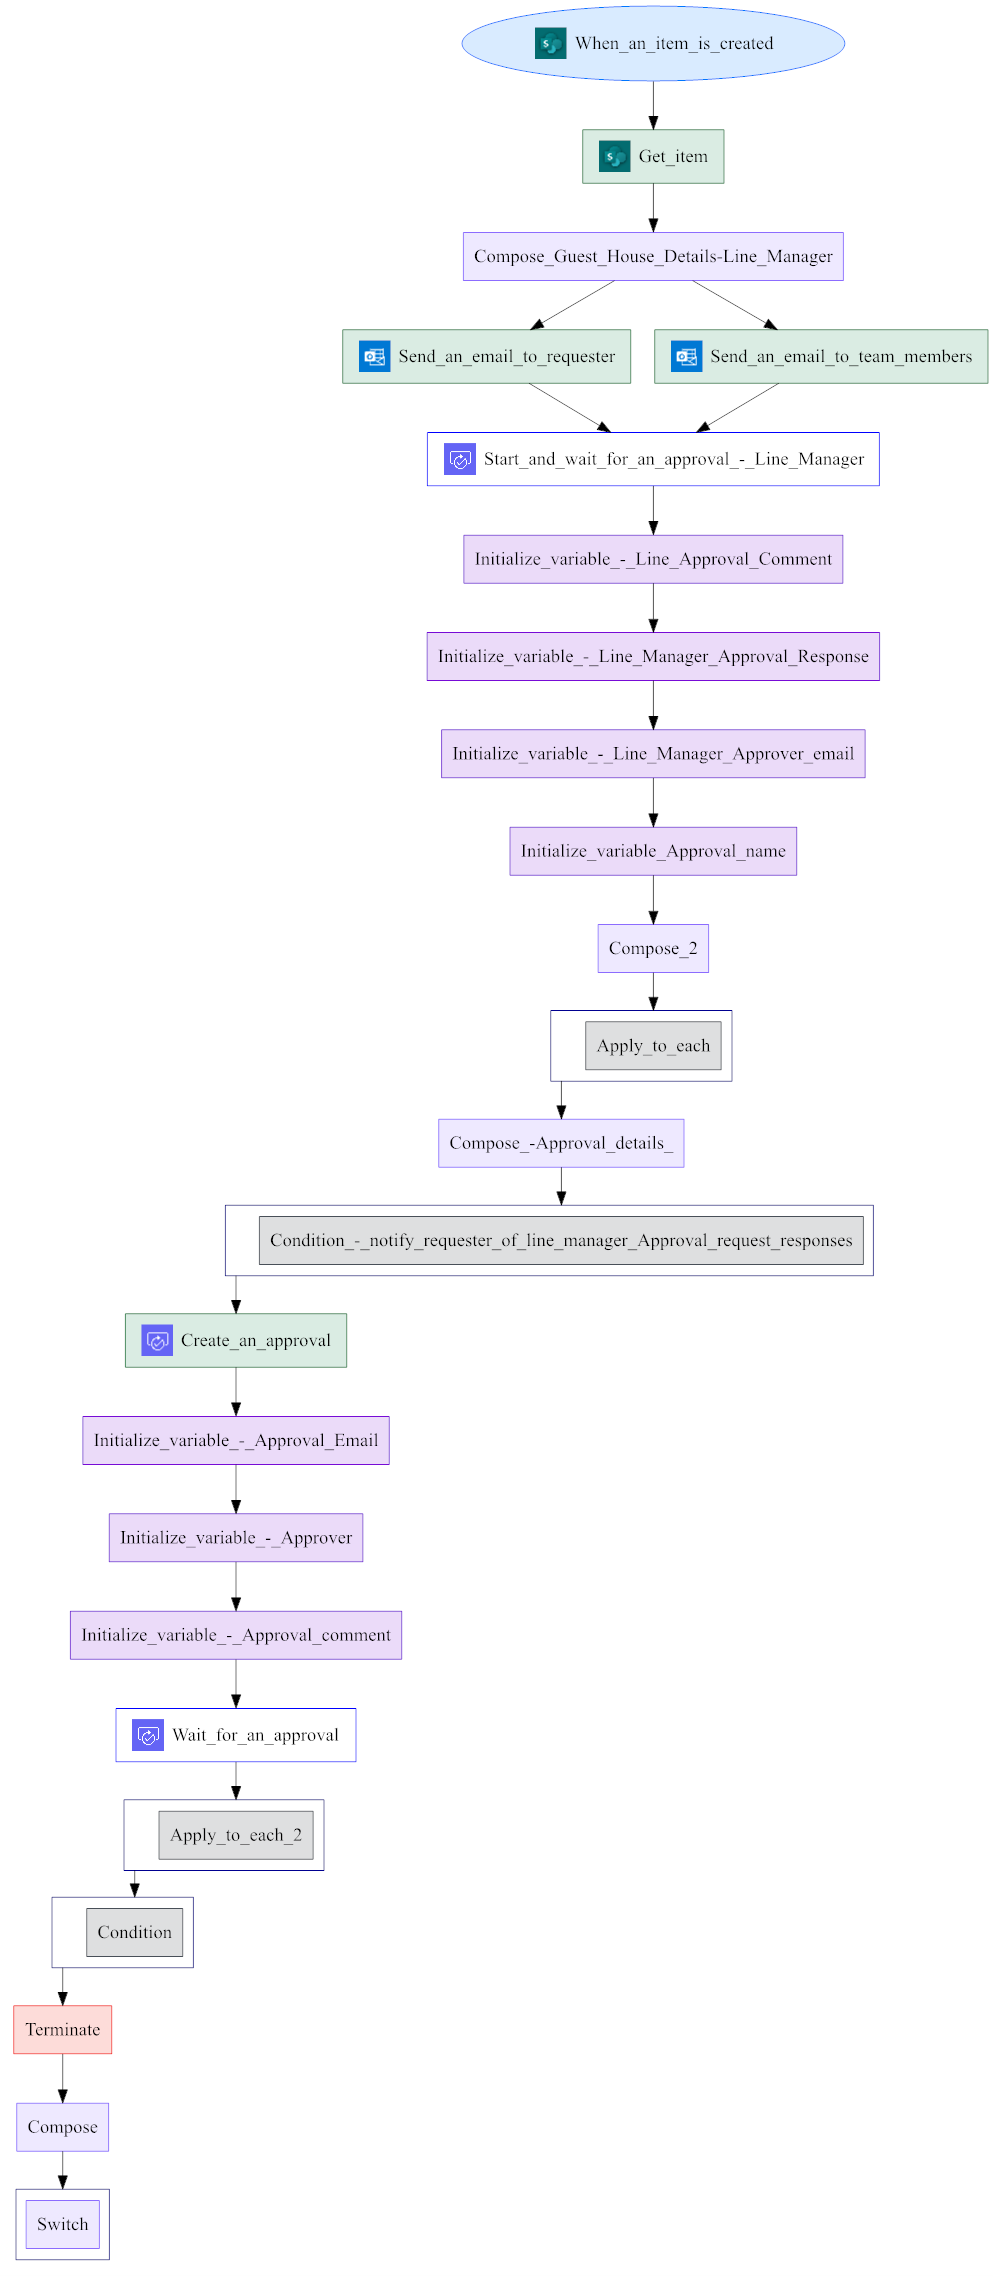 When_an_item_is_created
Get_item
Compose_Guest_House_Details-Line_Manager
Send_an_email_to_requester
Send_an_email_to_team_members
Start_and_wait_for_an_approval_-_Line_Manager
Initialize_variable_-_Line_Approval_Comment
Initialize_variable_-_Line_Manager_Approval_Response
Initialize_variable_-_Line_Manager_Approver_email
Initialize_variable_Approval_name
Compose_2
Apply_to_each
Compose_-Approval_details_
Condition_-_notify_requester_of_line_manager_Approval_request_responses
Create_an_approval
Initialize_variable_-_Approval_Email
Initialize_variable_-_Approver
Initialize_variable_-_Approval_comment
Wait_for_an_approval
Apply_to_each_2
Condition
Terminate
Compose
Switch